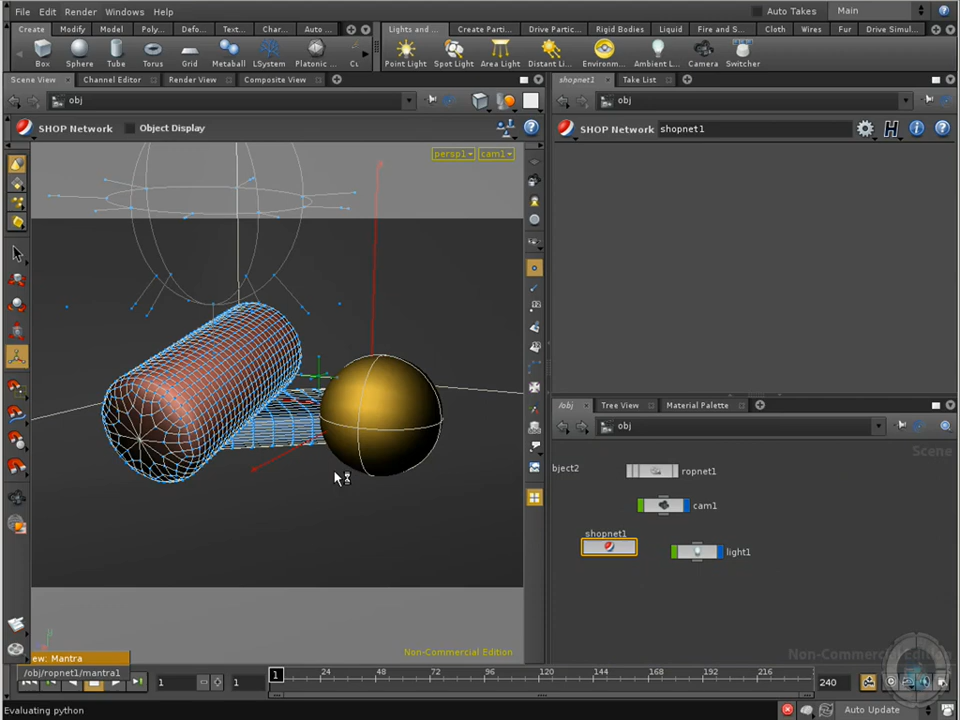 File Edit Render Windows Help Auto Takes Main
Create Modify Model Poly... Defo... Text... Char... Auto ... Lights and ... Create Parti... Drive Partic... Rigid Bodies Liquid Fire and S... Cloth Wires Fur Drive Simul...
Box Sphere Tube Torus Grid Metaball LSystem Platonic ... Point Light Spot Light Area Light Distant Li... Environ... Ambient L... Camera Switcher
Scene View Channel Editor Render View Composite View shopnet1 Take List
obj obj
SHOP Network Object Display SHOP Network shopnet1
persp1 cam1
/obj Tree View Material Palette
obj
Scene
bject2 ropnet1
cam1
shopnet1
light1
Non-Commercial Edition
Non-Commercial Edition
ew: Mantra
/obj/ropnet1/mantra1
1 1 1 24 48 72 96 120 144 168 192 216 240
Evaluating python Auto Update